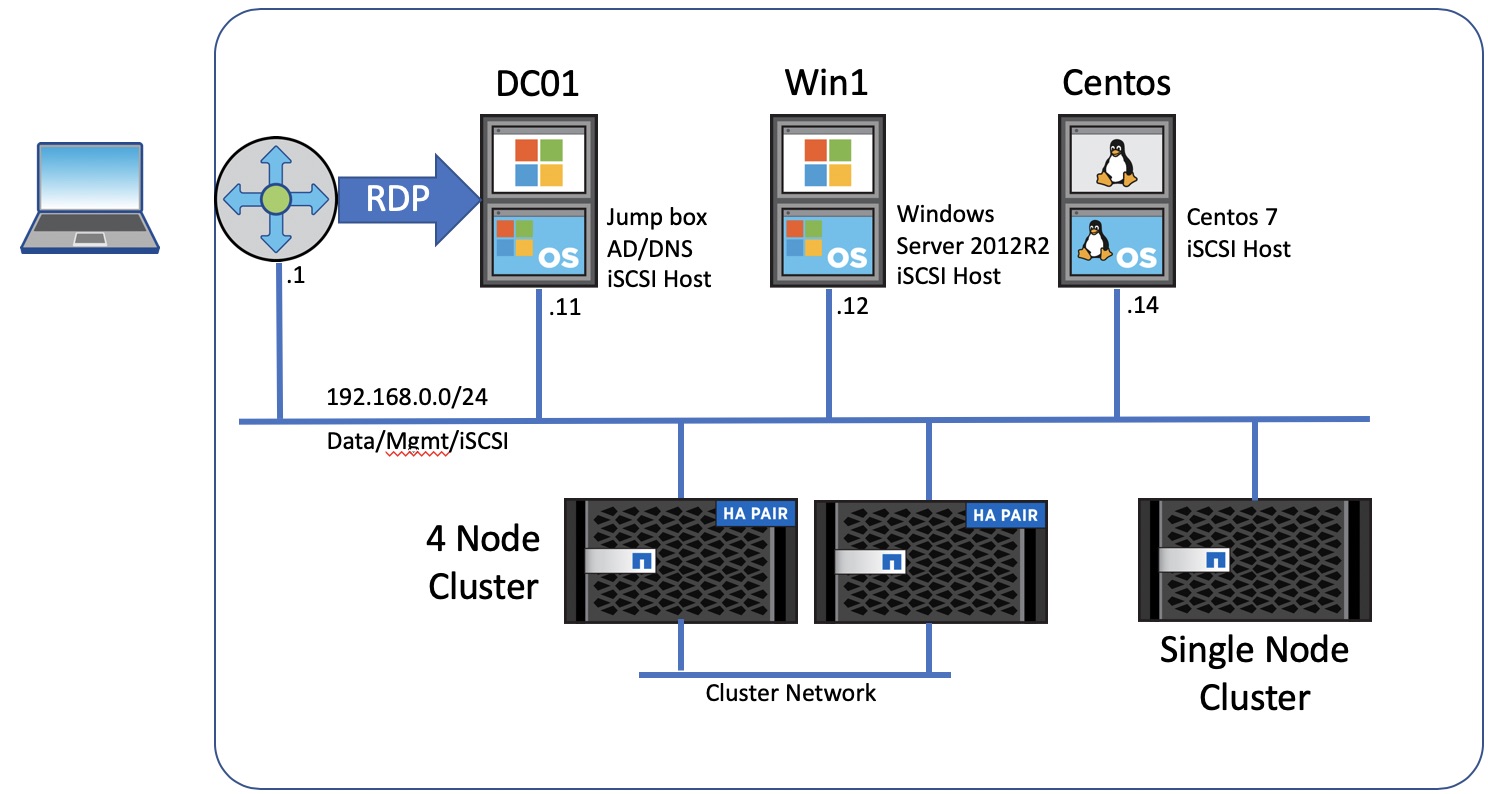 DC01
Win1
Centos
RDP
OS
Jump box
AD/DNS
iSCSI Host
OS
Windows
Server 2012R2
iSCSI Host
OS
Centos 7
iSCSI Host
.1
.11
.12
.14
192.168.0.0/24
Data/Mgmt/iSCSI
4 Node
Cluster
HA PAIR
HA PAIR
Single Node
Cluster
Cluster Network